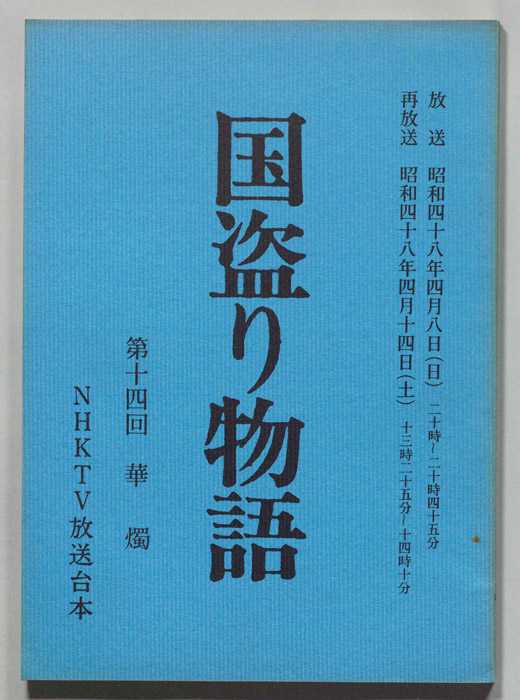 放送 昭和四十八年四月八日(日) 二十時~二十時四十五分
再放送 昭和四十八年四月十四日(土) 十三時二十五分~十四時十分
国盗り物語
第十四回 華燭
NHKTV放送台本